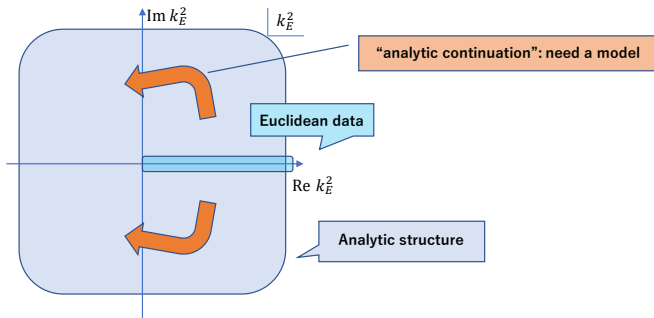 Im k_E^2
k_E^2
“analytic continuation”: need a model
Euclidean data
Re k_E^2
Analytic structure